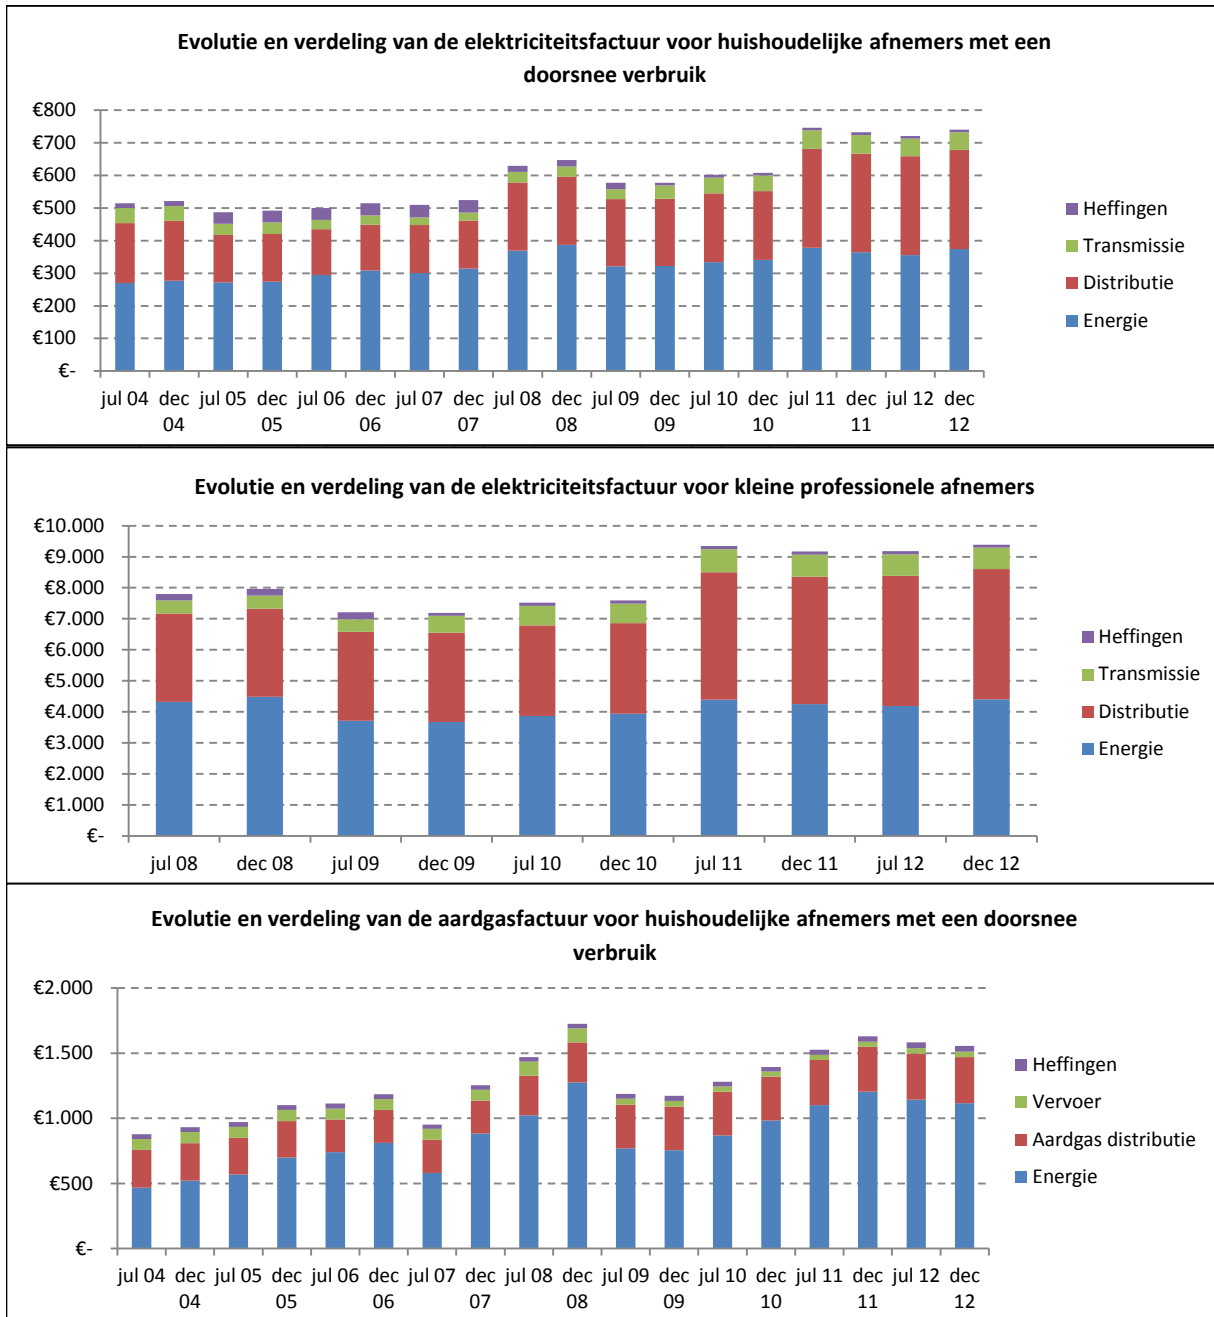 Evolutie en verdeling van de elektriciteitsfactuur voor huishoudelijke afnemers met een
doorsnee verbruik
€800
€700
€600
€500
€400
€300
€200
€100
€-
jul 04 dec 04 jul 05 dec 05 jul 06 dec 06 jul 07 dec 07 jul 08 dec 08 jul 09 dec 09 jul 10 dec 10 jul 11 dec 11 jul 12 dec 12
Heffingen
Transmissie
Distributie
Energie
Evolutie en verdeling van de elektriciteitsfactuur voor kleine professionele afnemers
€10.000
€9.000
€8.000
€7.000
€6.000
€5.000
€4.000
€3.000
€2.000
€1.000
€-
jul 08 dec 08 jul 09 dec 09 jul 10 dec 10 jul 11 dec 11 jul 12 dec 12
Heffingen
Transmissie
Distributie
Energie
Evolutie en verdeling van de aardgasfactuur voor huishoudelijke afnemers met een doorsnee
verbruik
€2.000
€1.500
€1.000
€500
€-
jul 04 dec 04 jul 05 dec 05 jul 06 dec 06 jul 07 dec 07 jul 08 dec 08 jul 09 dec 09 jul 10 dec 10 jul 11 dec 11 jul 12 dec 12
Heffingen
Vervoer
Aardgas distributie
Energie